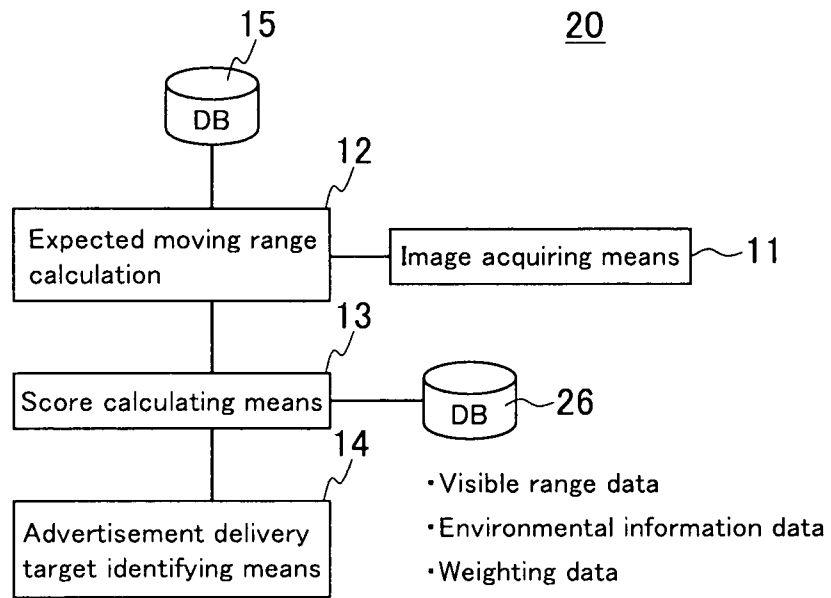 15
20
DB
12
Expected moving range
calculation
Image acquiring means
11
13
Score calculating means
DB
26
14
Advertisement delivery
target identifying means
・Visible range data
・Environmental information data
・Weighting data